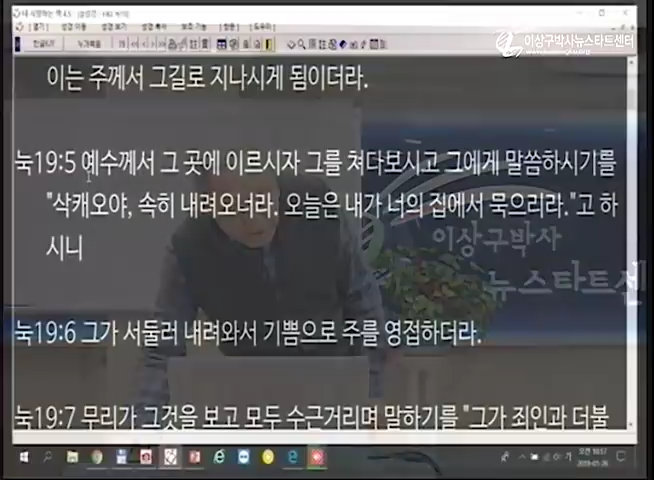 이상구박사뉴스타트센터
이는 주께서 그길로 지나시게 됨이더라.
눅19:5 예수께서 그 곳에 이르시자 그를 쳐다보시고 그에게 말씀하시기를
"삭캐오야, 속히 내려오너라. 오늘은 내가 너의 집에서 묵으리라."고 하
시니
이상구박사
뉴스타트센
눅19:6 그가 서둘러 내려와서 기쁨으로 주를 영접하더라.
눅19:7 무리가 그것을 보고 모두 수근거리며 말하기를 "그가 죄인과 더불
오전 10:57